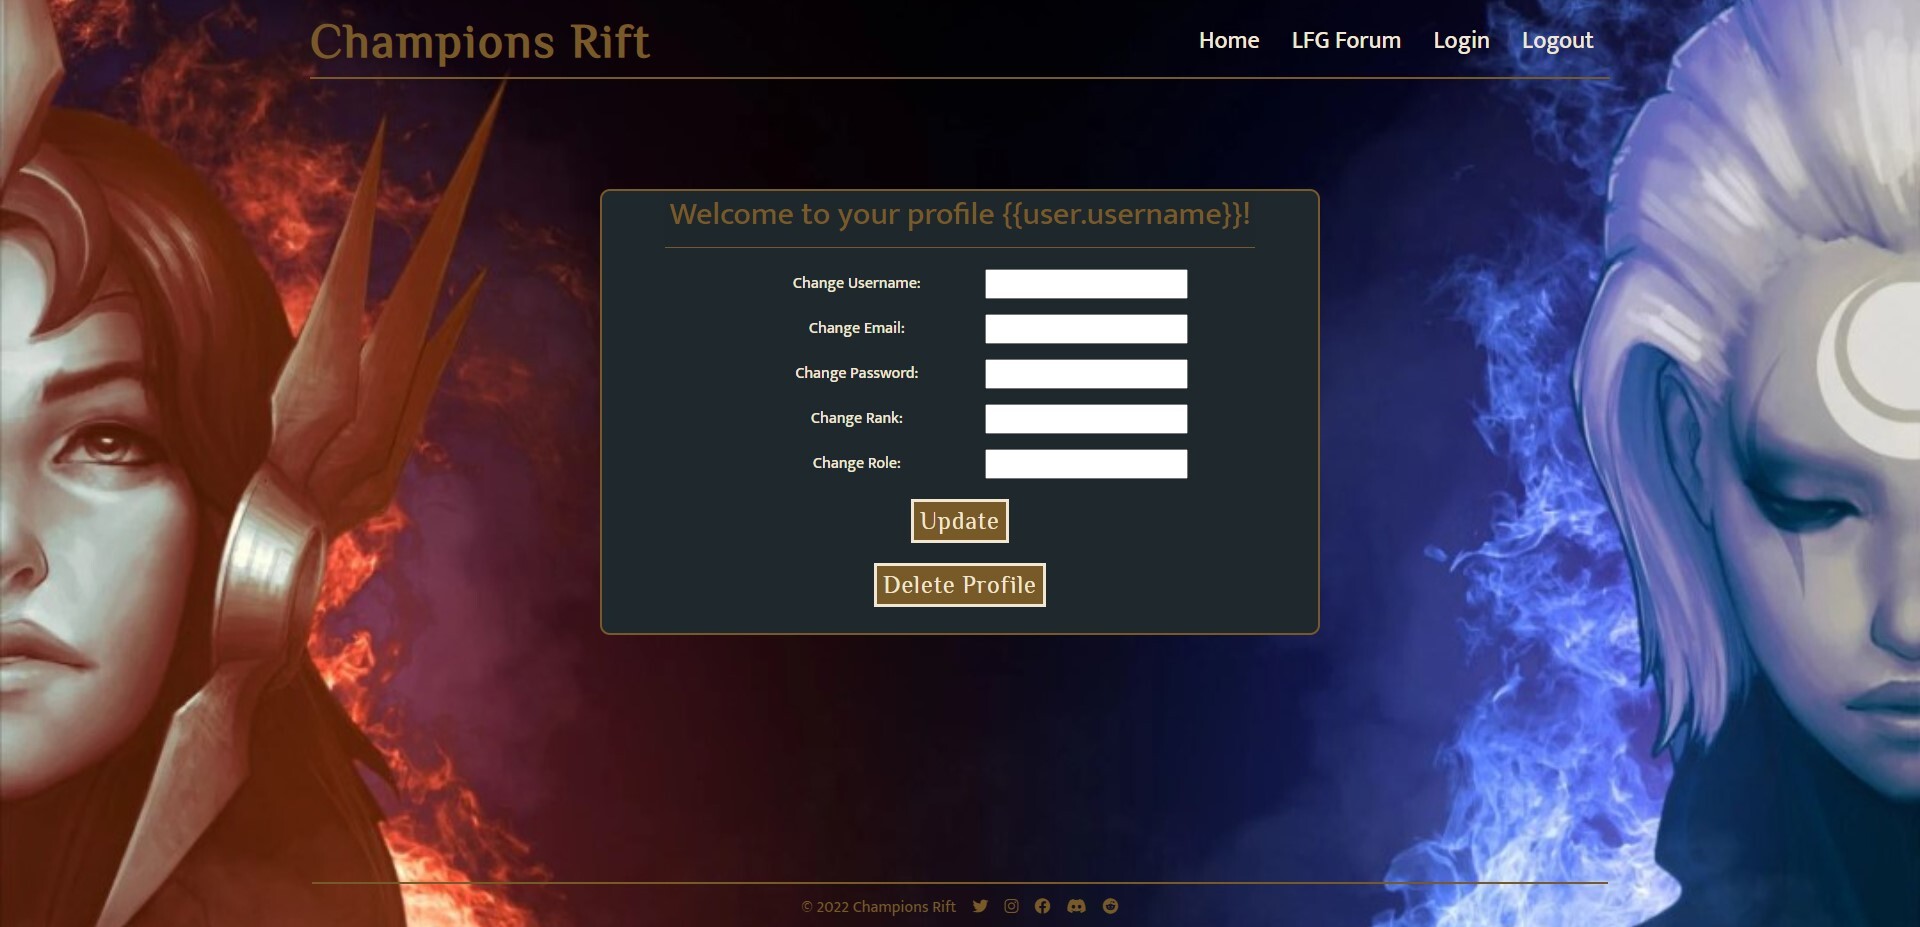 Champions Rift
Home LFG Forum Login Logout
Welcome to your profile {{user.username}}!
Change Username:
Change Email:
Change Password:
Change Rank:
Change Role:
Update
Delete Profile
© 2022 Champions Rift